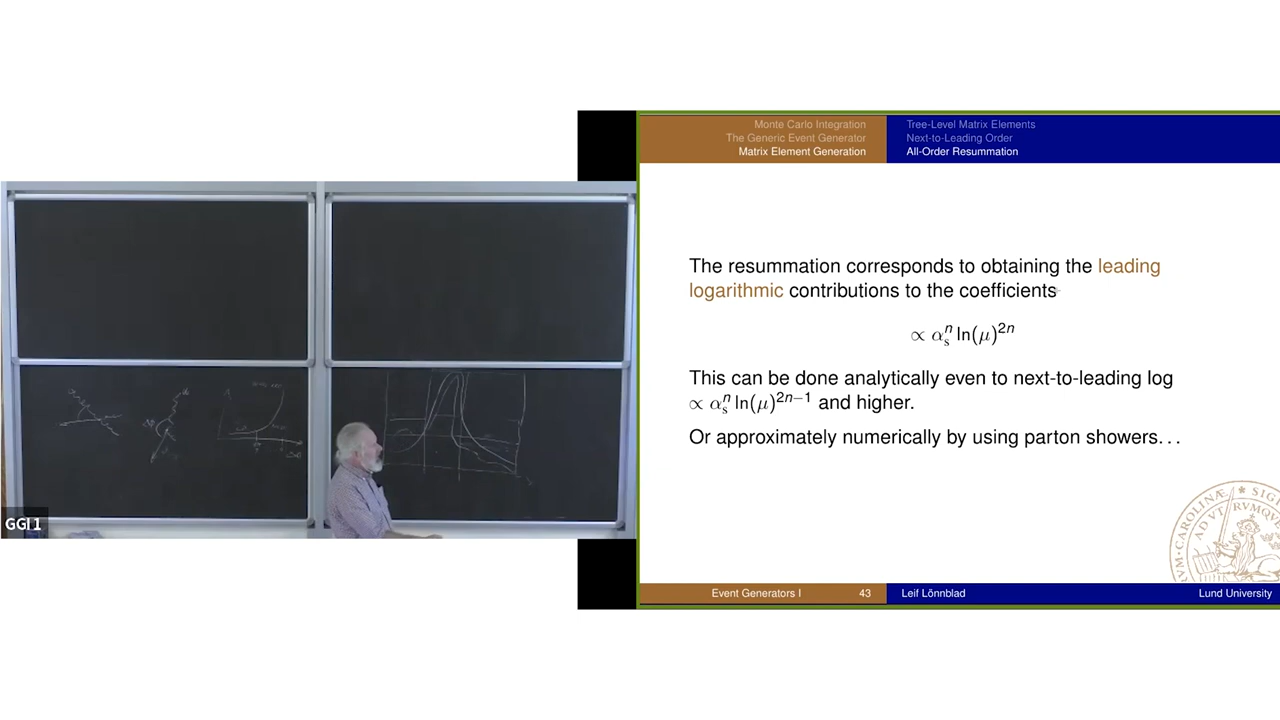 Monte Carlo Integration
The Generic Event Generator
Matrix Element Generation
Tree-Level Matrix Elements
Next-to-Leading Order
All-Order Resummation
The resummation corresponds to obtaining the leading
logarithmic contributions to the coefficients
∝ αₛⁿ ln(μ)²ⁿ
This can be done analytically even to next-to-leading log
∝ αₛⁿ ln(μ)²ⁿ⁻¹ and higher.
Or approximately numerically by using parton showers...
GGI 1
Event Generators I 43 Leif Lönnblad Lund University